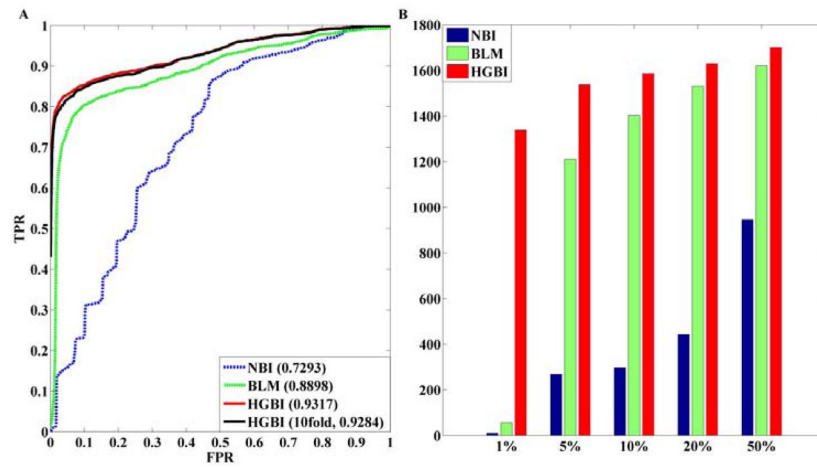 A
1
0.9
0.8
0.7
0.6
0.5
0.4
0.3
0.2
0.1
0
TPR
0 0.1 0.2 0.3 0.4 0.5 0.6 0.7 0.8 0.9 1
FPR
NBI (0.7293)
BLM (0.8898)
HGBI (0.9317)
HGBI (10fold, 0.9284)
B
1800
1600
1400
1200
1000
800
600
400
200
0
NBI
BLM
HGBI
1% 5% 10% 20% 50%